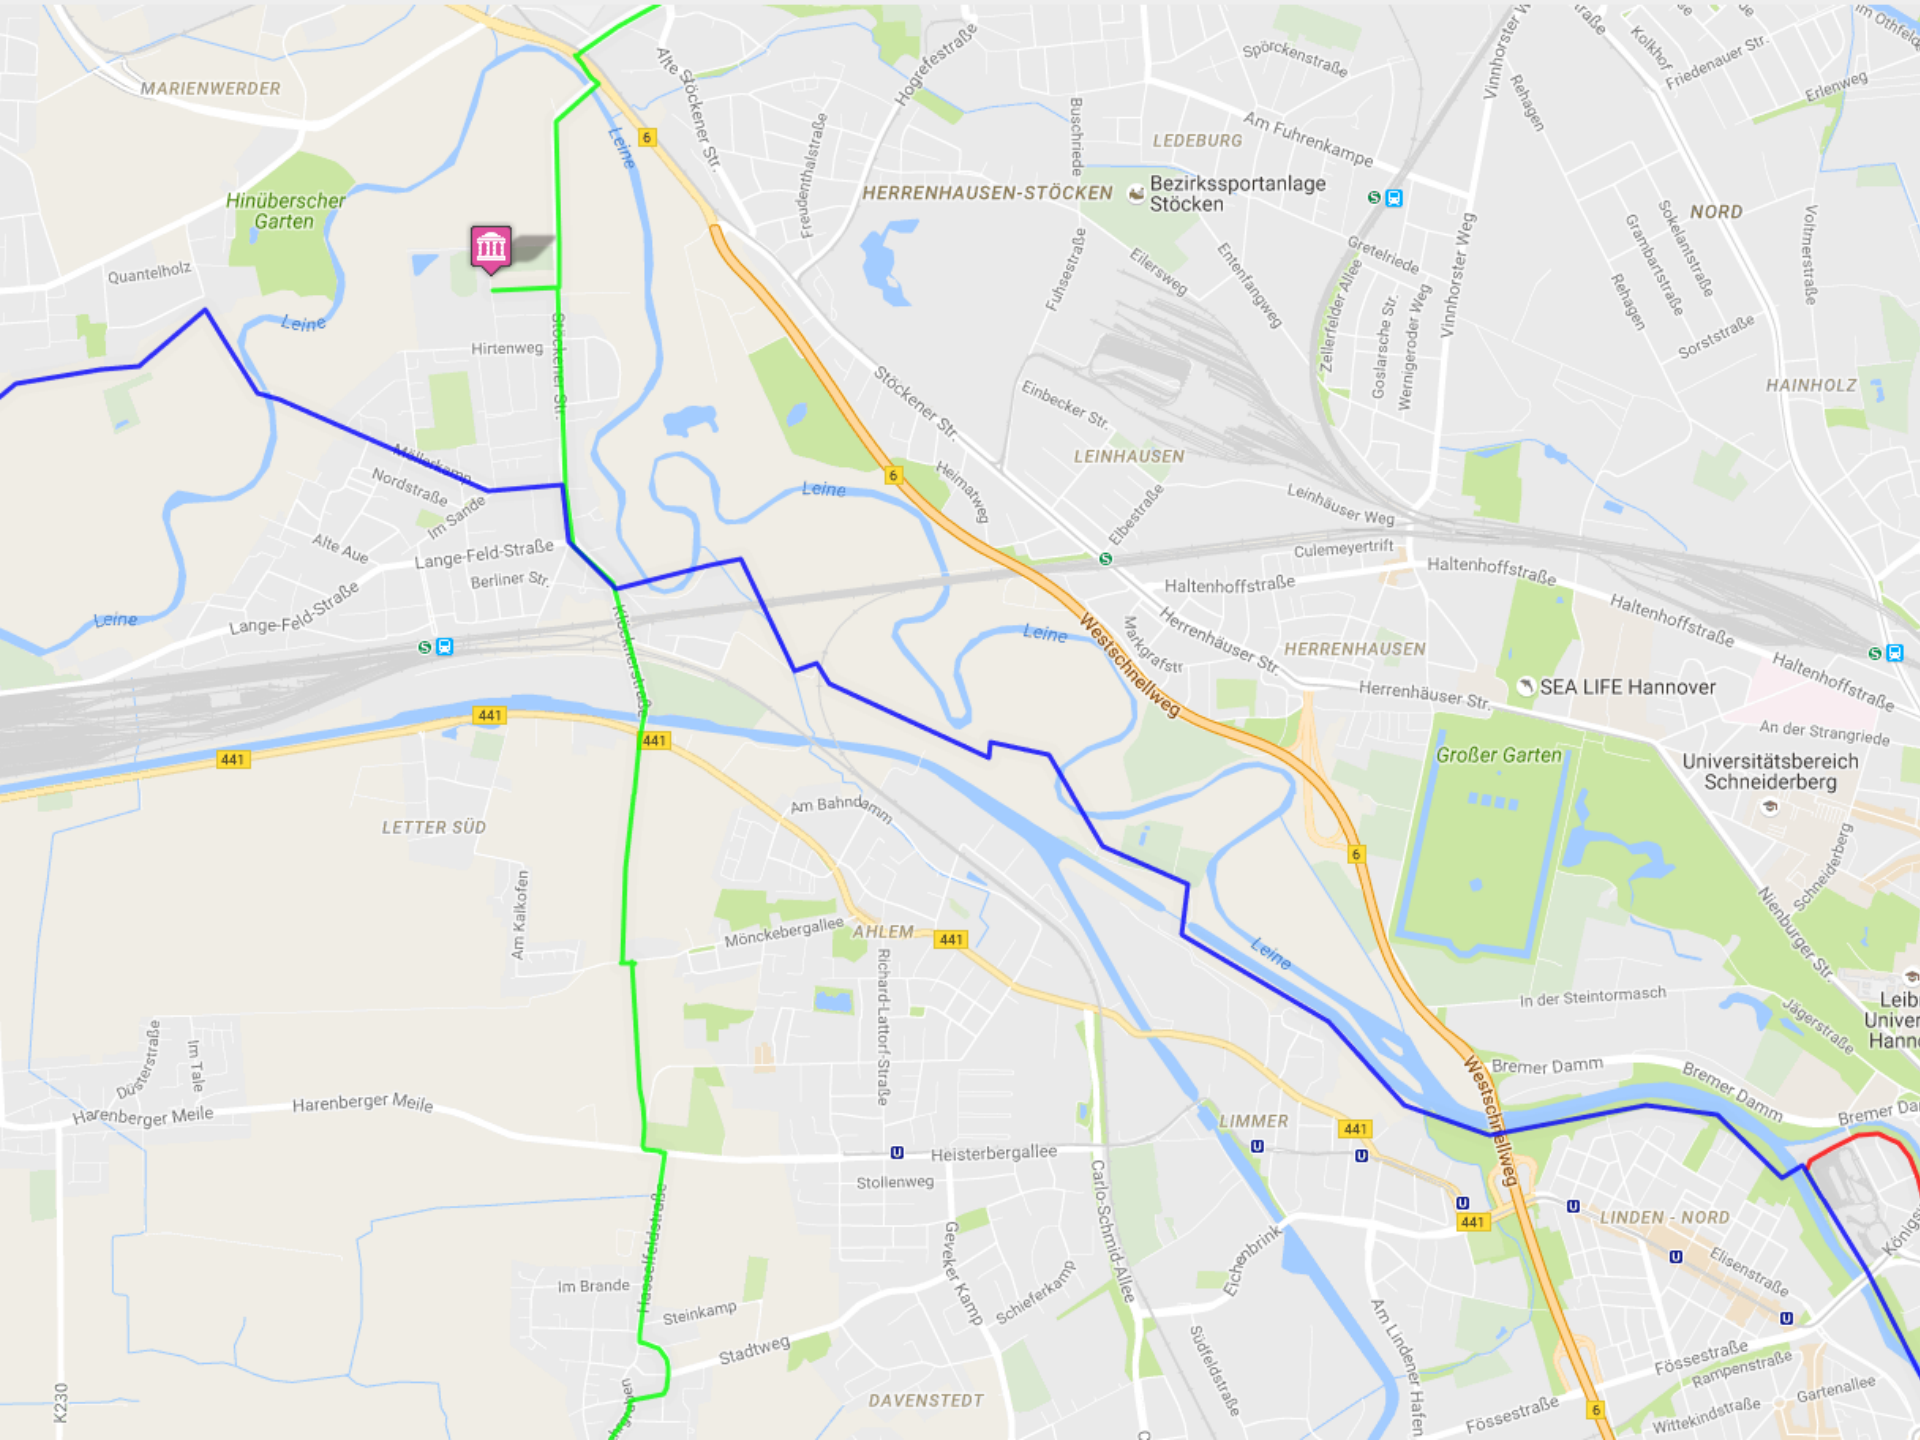 MARIENWERDER
Hinüberscher
Garten
Quantelholz
Leine
Hirtenweg
Stöckener Str.
Möllerkamp
Nordstraße
Im Sande
Alte Aue
Lange-Feld-Straße
Berliner Str.
Lange-Feld-Straße
Leine
Klöcknerstraße
441
441
441
LETTER SÜD
Am Kalkofen
Düsterstraße
Im Tale
Harenberger Meile
Harenberger Meile
K230
Im Brande
Hasselfeldstraße
Steinkamp
Stadtweg
Leine
6
Alte Stöckener Str.
Hogrefestraße
Freudenthalstraße
Buschriede
Spörckenstraße
LEDEBURG
Am Fuhrenkampe
HERRENHAUSEN-STÖCKEN
Bezirkssportanlage
Stöcken
S
Vinnhorster Weg
Rehagen
Kolkhof
Friedenauer Str.
Erlenweg
NORD
Sokelantstraße
Grambartstraße
Rehagen
Sorststraße
Voltmerstraße
HAINHOLZ
Gretelriede
Zellerfelder Allee
Goslarsche Str.
Wernigeroder Weg
Vinnhorster Weg
Fuhsestraße
Eilersweg
Entenfangweg
Stöckener Str.
Einbecker Str.
LEINHAUSEN
6
Heimatweg
Elbestraße
Leinhäuser Weg
Culemeyertrift
Haltenhoffstraße
Haltenhoffstraße
Haltenhoffstraße
Haltenhoffstraße
Leine
S
S
S
Leine
Westschnellweg
Markgrafstr
Herrenhäuser Str.
HERRENHAUSEN
Herrenhäuser Str.
SEA LIFE Hannover
An der Strangriede
Universitätsbereich
Schneiderberg
Großer Garten
Schneiderberg
6
Nienburger Str.
Leine
In der Steintormasch
Jägerstraße
Bremer Damm
Bremer Damm
Westschnellweg
Am Bahndamm
Mönckebergallee
AHLEM
441
Richard-Lattorf-Straße
LIMMER
441
U
U
U
441
U
U
U
U
Heisterbergallee
Stollenweg
Geveker Kamp
Schieferkamp
Carlo-Schmid-Allee
Eichenbrink
Südfeldstraße
Am Lindener Hafen
DAVENSTEDT
LINDEN - NORD
Elisenstraße
Fössestraße
Rampenstraße
Gartenallee
Fössestraße
6
Wittekindstraße